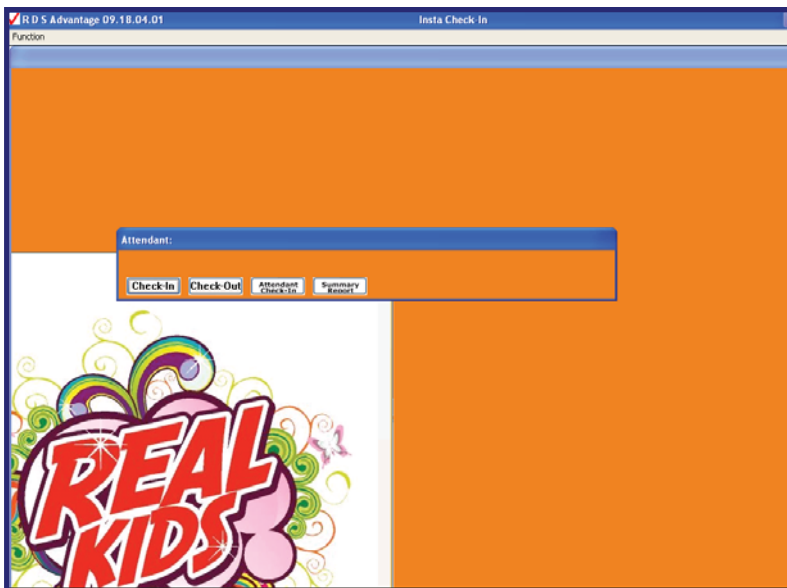 R D S Advantage 09.18.04.01 Insta Check-In
Function
Attendant:
Check-In Check-Out Attendant Check-In Summary Report
REAL
KIDS